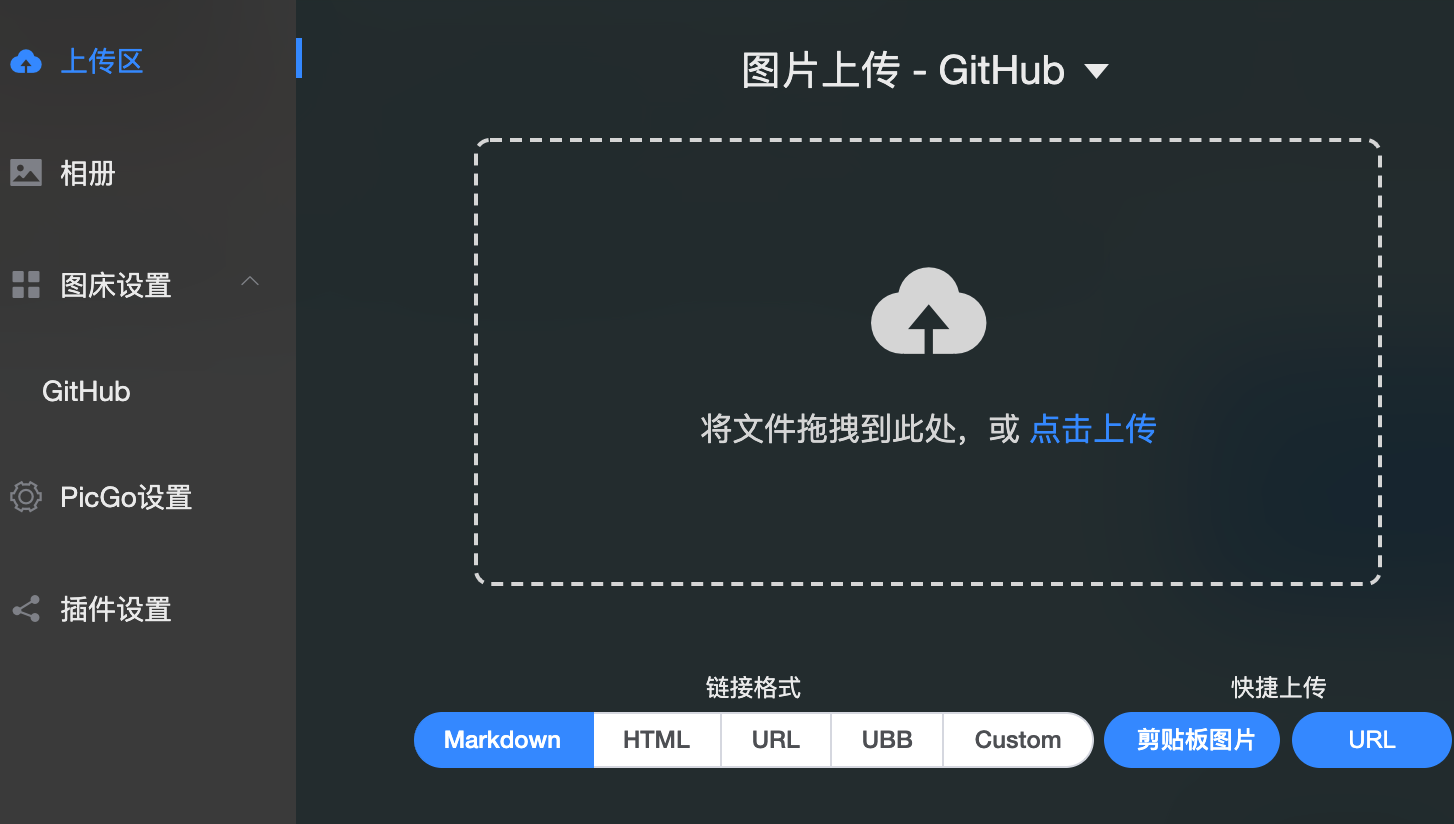 上传区
相册
图床设置
GitHub
PicGo设置
插件设置
图片上传 - GitHub
将文件拖拽到此处，或 点击上传
链接格式
Markdown HTML URL UBB Custom
快捷上传
剪贴板图片 URL